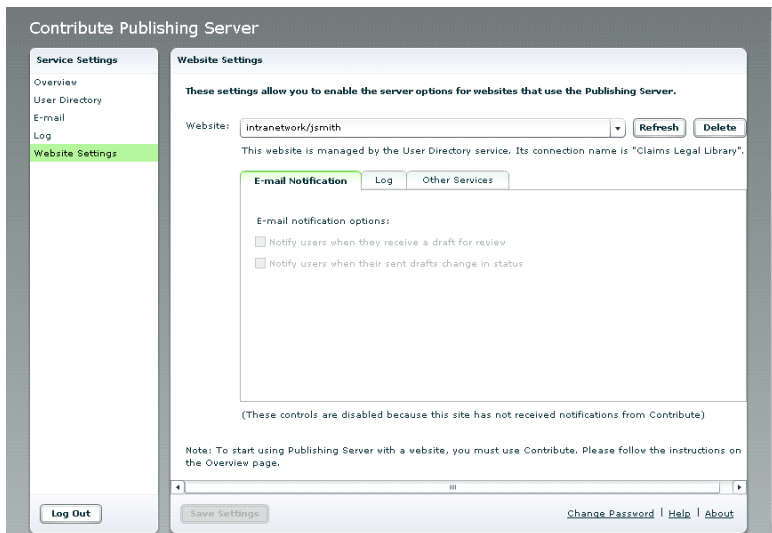 Contribute Publishing Server
Service Settings
Overview
User Directory
E-mail
Log
Website Settings
Log Out
Website Settings
These settings allow you to enable the server options for websites that use the Publishing Server.
Website: intranetwork/jsmith Refresh Delete
This website is managed by the User Directory service. Its connection name is "Claims Legal Library".
E-mail Notification Log Other Services
E-mail notification options:
Notify users when they receive a draft for review
Notify users when their sent drafts change in status
(These controls are disabled because this site has not received notifications from Contribute)
Note: To start using Publishing Server with a website, you must use Contribute. Please follow the instructions on
the Overview page.
Save Settings Change Password | Help | About